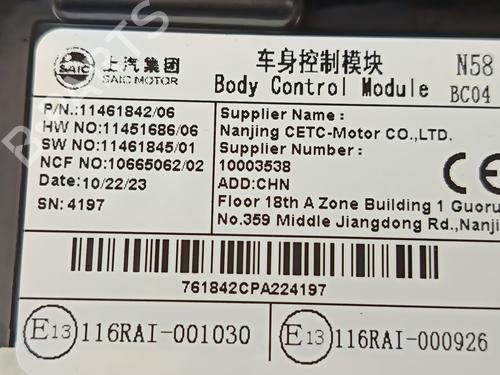 SAIC 上汽集团
SAIC MOTOR
车身控制模块
Body Control Module
N58
BC04
P/N.:11461842/06
HW NO:11451686/06
SW NO:11461845/01
NCF NO:10665062/02
Date:10/22/23
SN: 4197
Supplier Name:
Nanjing CETC-Motor CO.,LTD.
Supplier Number:
10003538
ADD:CHN
Floor 18th A Zone Building 1 Guoru
No.359 Middle Jiangdong Rd.,Nanji
CE
761842CPA224197
E13 116RAI-001030
E13 116RAI-000926